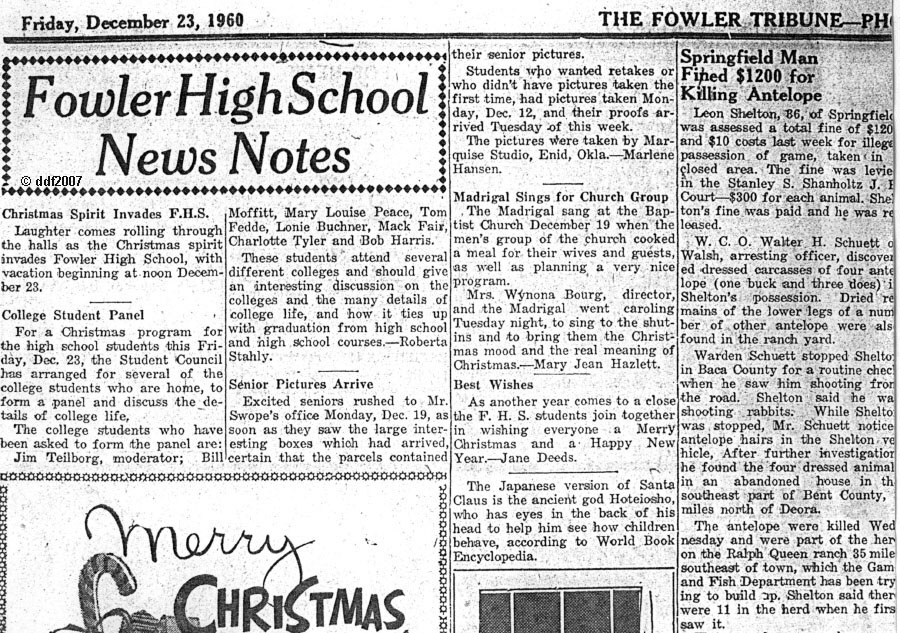 Friday, December 23, 1960
THE FOWLER TRIBUNE—PH
Fowler High School
News Notes
© ddf2007
Christmas Spirit Invades F.H.S.
Laughter comes rolling through
the halls as the Christmas spirit
invades Fowler High School, with
vacation beginning at noon Decem-
ber 23.
College Student Panel
For a Christmas program for
the high school students this Fri-
day, Dec. 23, the Student Council
has arranged for several of the
college students who are home, to
form a panel and discuss the de-
tails of college life.
The college students who have
been asked to form the panel are:
Jim Teilborg, moderator; Bill
Moffitt, Mary Louise Peace, Tom
Fedde, Lonie Buchner, Mack Fair,
Charlotte Tyler and Bob Harris.
These students attend several
different colleges and should give
an interesting discussion on the
colleges and the many details of
college life, and how it ties up
with graduation from high school
and high school courses.—Roberta
Stahly.
Senior Pictures Arrive
Excited seniors rushed to Mr.
Swope's office Monday, Dec. 19, as
soon as they saw the large inter-
esting boxes which had arrived,
certain that the parcels contained
their senior pictures.
Students who wanted retakes or
who didn't have pictures taken the
first time, had pictures taken Mon-
day, Dec. 12, and their proofs ar-
rived Tuesday of this week.
The pictures were taken by Mar-
quise Studio, Enid, Okla.—Marlene
Hansen.
Madrigal Sings for Church Group
The Madrigal sang at the Bap-
tist Church December 19 when the
men's group of the church cooked
a meal for their wives and guests,
as well as planning a very nice
program.
Mrs. Wynona Bourg, director,
and the Madrigal went caroling
Tuesday night, to sing to the shut-
ins and to bring them the Christ-
mas mood and the real meaning of
Christmas.—Mary Jean Hazlett.
Best Wishes
As another year comes to a close
the F. H. S. students join together
in wishing everyone a Merry
Christmas and a Happy New
Year.—Jane Deeds.
The Japanese version of Santa
Claus is the ancient god Hoteiosho,
who has eyes in the back of his
head to help him see how children
behave, according to World Book
Encyclopedia.
Springfield Man
Fined $1200 for
Killing Antelope
Leon Shelton, 36, of Springfield
was assessed a total fine of $120
and $10 costs last week for illega
passession of game, taken in
closed area. The fine was levie
in the Stanley S. Shanholtz J. P
Court—$300 for each animal. Shel
ton's fine was paid and he was re
leased.
W. C. O. Walter H. Schuett o
Walsh, arresting officer, discover
ed dressed carcasses of four ante
lope (one buck and three does) i
Shelton's possession. Dried re
mains of the lower legs of a num
ber of other antelope were als
found in the ranch yard.
Warden Schuett stopped Shelto
in Baca County for a routine chec
when he saw him shooting from
the road. Shelton said he wa
shooting rabbits. While Shelto
was stopped, Mr. Schuett notice
antelope hairs in the Shelton ve
hicle, After further investigation
he found the four dressed animal
in an abandoned house in th
southeast part of Bent County,
miles north of Deora.
The antelope were killed Wed
nesday and were part of the her
on the Ralph Queen ranch 35 mile
southeast of town, which the Gam
and Fish Department has been try
ing to build up. Shelton said ther
were 11 in the herd when he firs
saw it.
Merry
CHRISTMAS